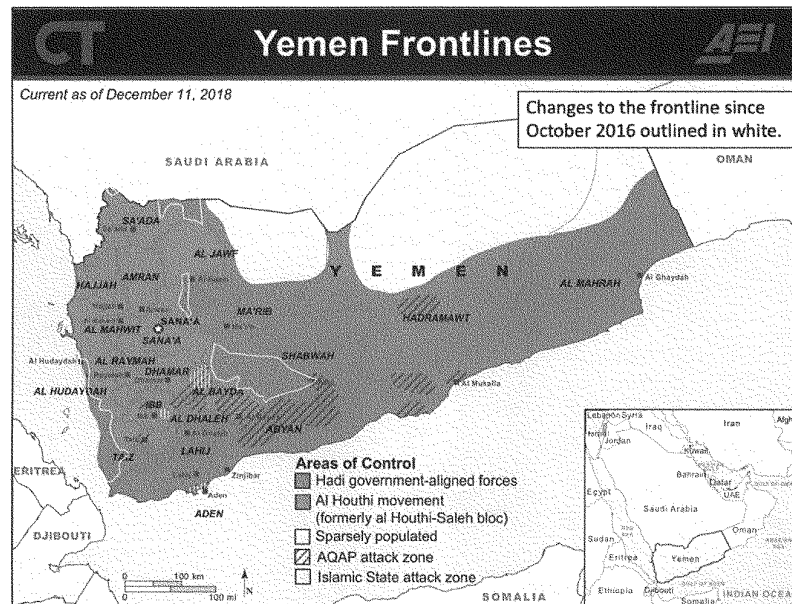 CT
Yemen Frontlines
AEI
Current as of December 11, 2018
Changes to the frontline since
October 2016 outlined in white.
SAUDI ARABIA
OMAN
SA'ADA
AL JAWF
YEMEN
HAJJAH
AMRAN
AL MAHRAH
Al Ghaydah
MA'RIB
HADRAMAWT
SANA'A
AL MAHWIT
SANA'A
SHABWAH
Al Hudaydah
AL RAYMAH
DHAMAR
AL HUDAYDAH
AL BAYDA
Al Mukalla
IBB
AL DHALEH
ABYAN
TA'IZ
LAHIJ
Zinjibar
Aden
ADEN
ERITREA
DJIBOUTI
SOMALIA
Areas of Control
Hadi government-aligned forces
Al Houthi movement
(formerly al Houthi-Saleh bloc)
Sparsely populated
AQAP attack zone
Islamic State attack zone
100 km
100 mi
N
Lebanon
Syria
Iraq
Iran
Jordan
Kuwait
Bahrain
Qatar
UAE
Egypt
Saudi Arabia
Oman
Sudan
Eritrea
Yemen
Ethiopia
Djibouti
Somalia
INDIAN OCEA